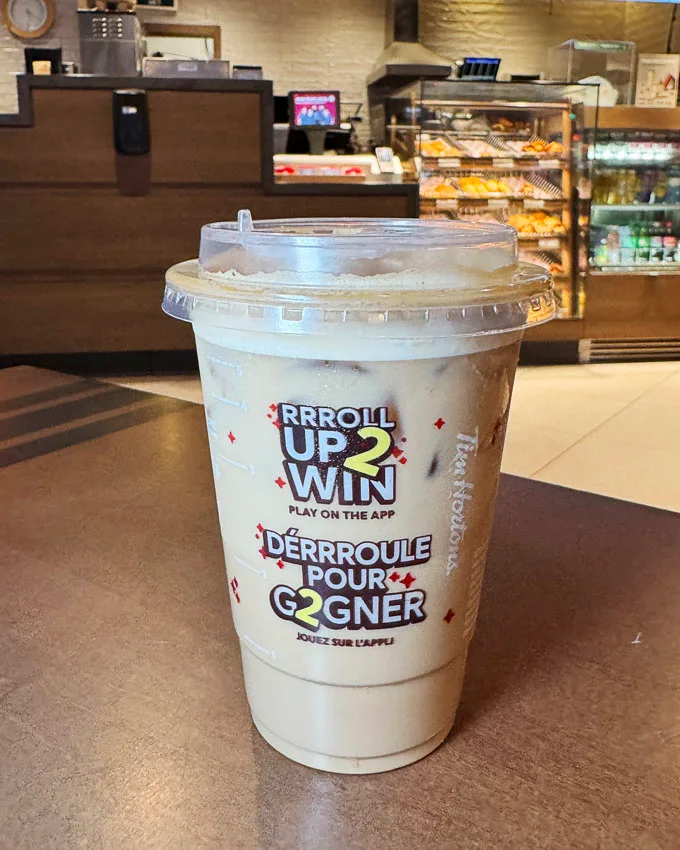 RRROLL
UP 2
WIN
PLAY ON THE APP
DÉRRROULE
POUR
G2GNER
JOUEZ SUR L'APPLI
Tim Hortons.